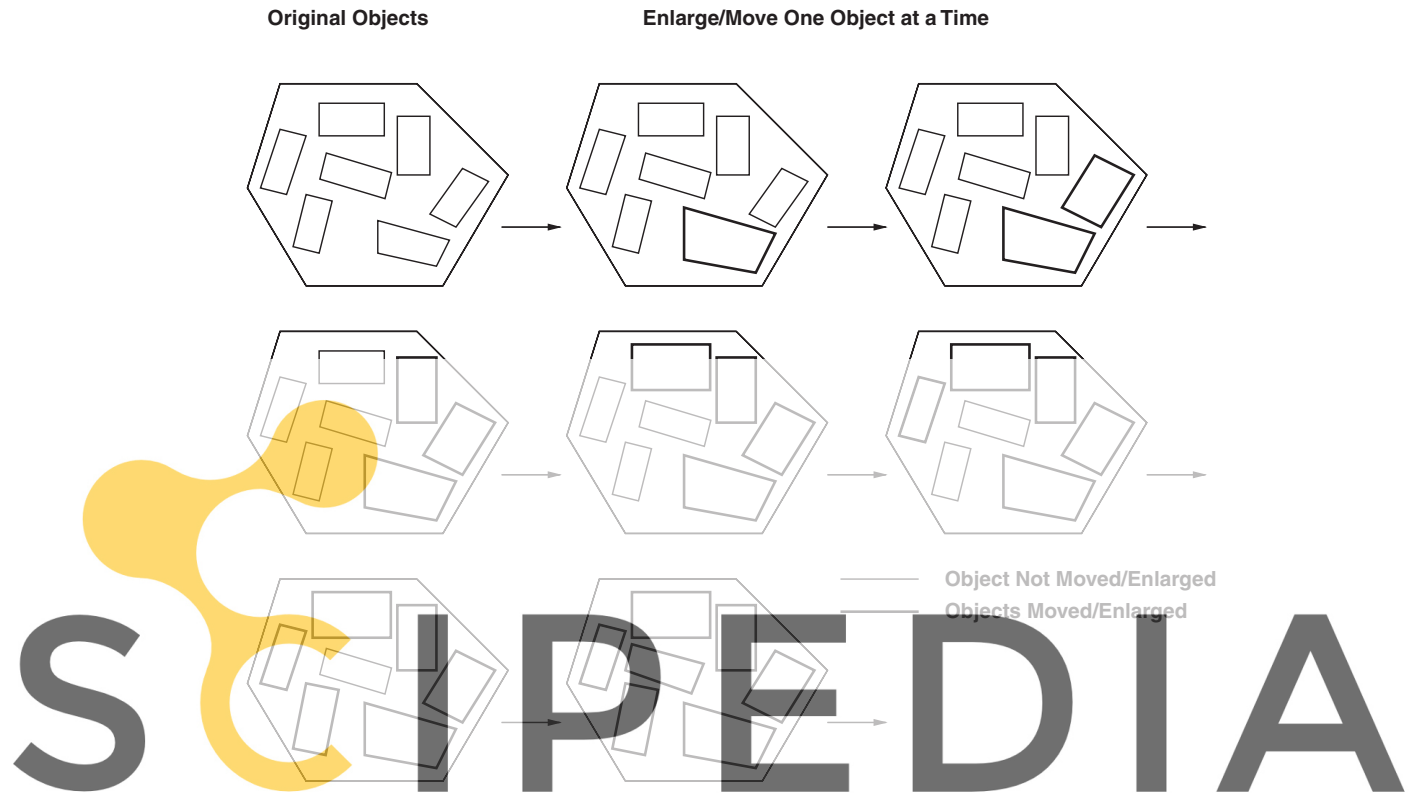 Original Objects
Enlarge/Move One Object at a Time
Object Not Moved/Enlarged
Objects Moved/Enlarged
SCIPEDIA